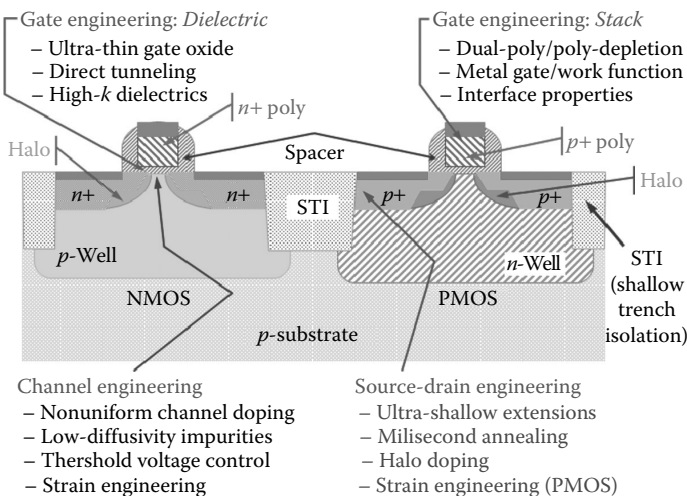 Gate engineering: Dielectric
– Ultra-thin gate oxide
– Direct tunneling
– High-k dielectrics
Gate engineering: Stack
– Dual-poly/poly-depletion
– Metal gate/work function
– Interface properties
n+ poly
p+ poly
Halo
Spacer
Halo
n+
n+
STI
p+
p+
p-Well
n-Well
STI
(shallow
trench
isolation)
NMOS
PMOS
p-substrate
Channel engineering
– Nonuniform channel doping
– Low-diffusivity impurities
– Thershold voltage control
– Strain engineering
Source-drain engineering
– Ultra-shallow extensions
– Milisecond annealing
– Halo doping
– Strain engineering (PMOS)